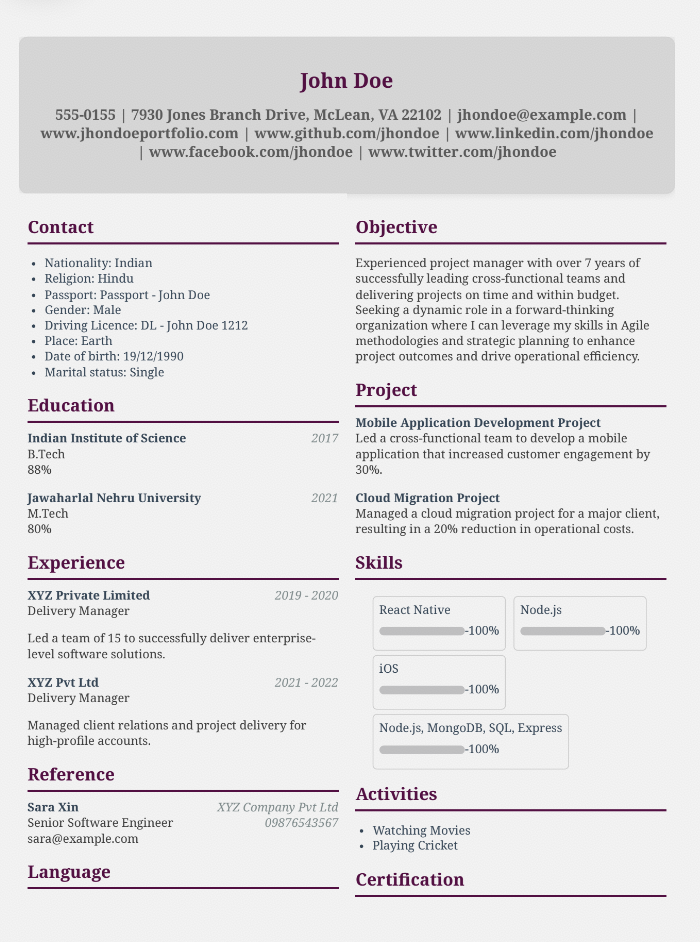 John Doe
555-0155 | 7930 Jones Branch Drive, McLean, VA 22102 | jhondoe@example.com |
www.jhondoeportfolio.com | www.github.com/jhondoe | www.linkedin.com/jhondoe
| www.facebook.com/jhondoe | www.twitter.com/jhondoe
Contact
• Nationality: Indian
• Religion: Hindu
• Passport: Passport - John Doe
• Gender: Male
• Driving Licence: DL - John Doe 1212
• Place: Earth
• Date of birth: 19/12/1990
• Marital status: Single
Education
Indian Institute of Science 2017
B.Tech
88%
Jawaharlal Nehru University 2021
M.Tech
80%
Experience
XYZ Private Limited 2019 - 2020
Delivery Manager
Led a team of 15 to successfully deliver enterprise-
level software solutions.
XYZ Pvt Ltd 2021 - 2022
Delivery Manager
Managed client relations and project delivery for
high-profile accounts.
Reference
Sara Xin XYZ Company Pvt Ltd
Senior Software Engineer 09876543567
sara@example.com
Language
Objective
Experienced project manager with over 7 years of
successfully leading cross-functional teams and
delivering projects on time and within budget.
Seeking a dynamic role in a forward-thinking
organization where I can leverage my skills in Agile
methodologies and strategic planning to enhance
project outcomes and drive operational efficiency.
Project
Mobile Application Development Project
Led a cross-functional team to develop a mobile
application that increased customer engagement by
30%.
Cloud Migration Project
Managed a cloud migration project for a major client,
resulting in a 20% reduction in operational costs.
Skills
React Native
-100%
Node.js
-100%
iOS
-100%
Node.js, MongoDB, SQL, Express
-100%
Activities
• Watching Movies
• Playing Cricket
Certification